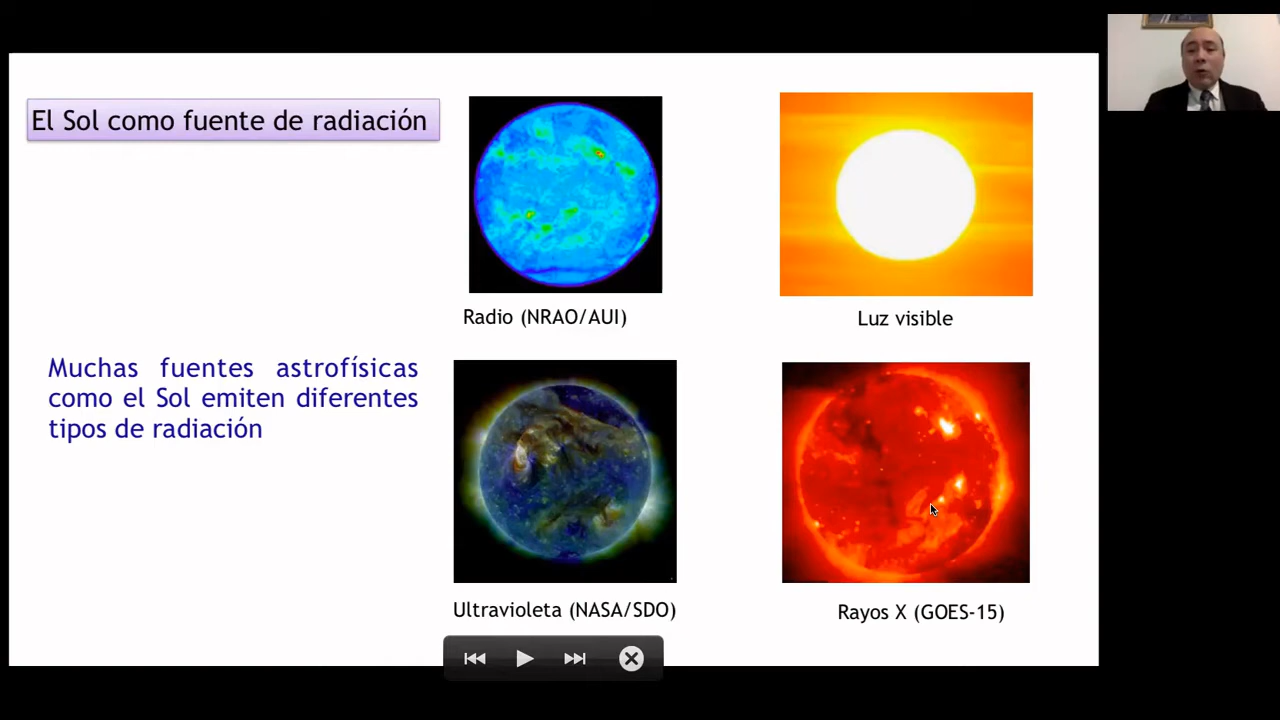 El Sol como fuente de radiación
Radio (NRAO/AUI)
Luz visible
Muchas fuentes astrofísicas
como el Sol emiten diferentes
tipos de radiación
Ultravioleta (NASA/SDO)
Rayos X (GOES-15)